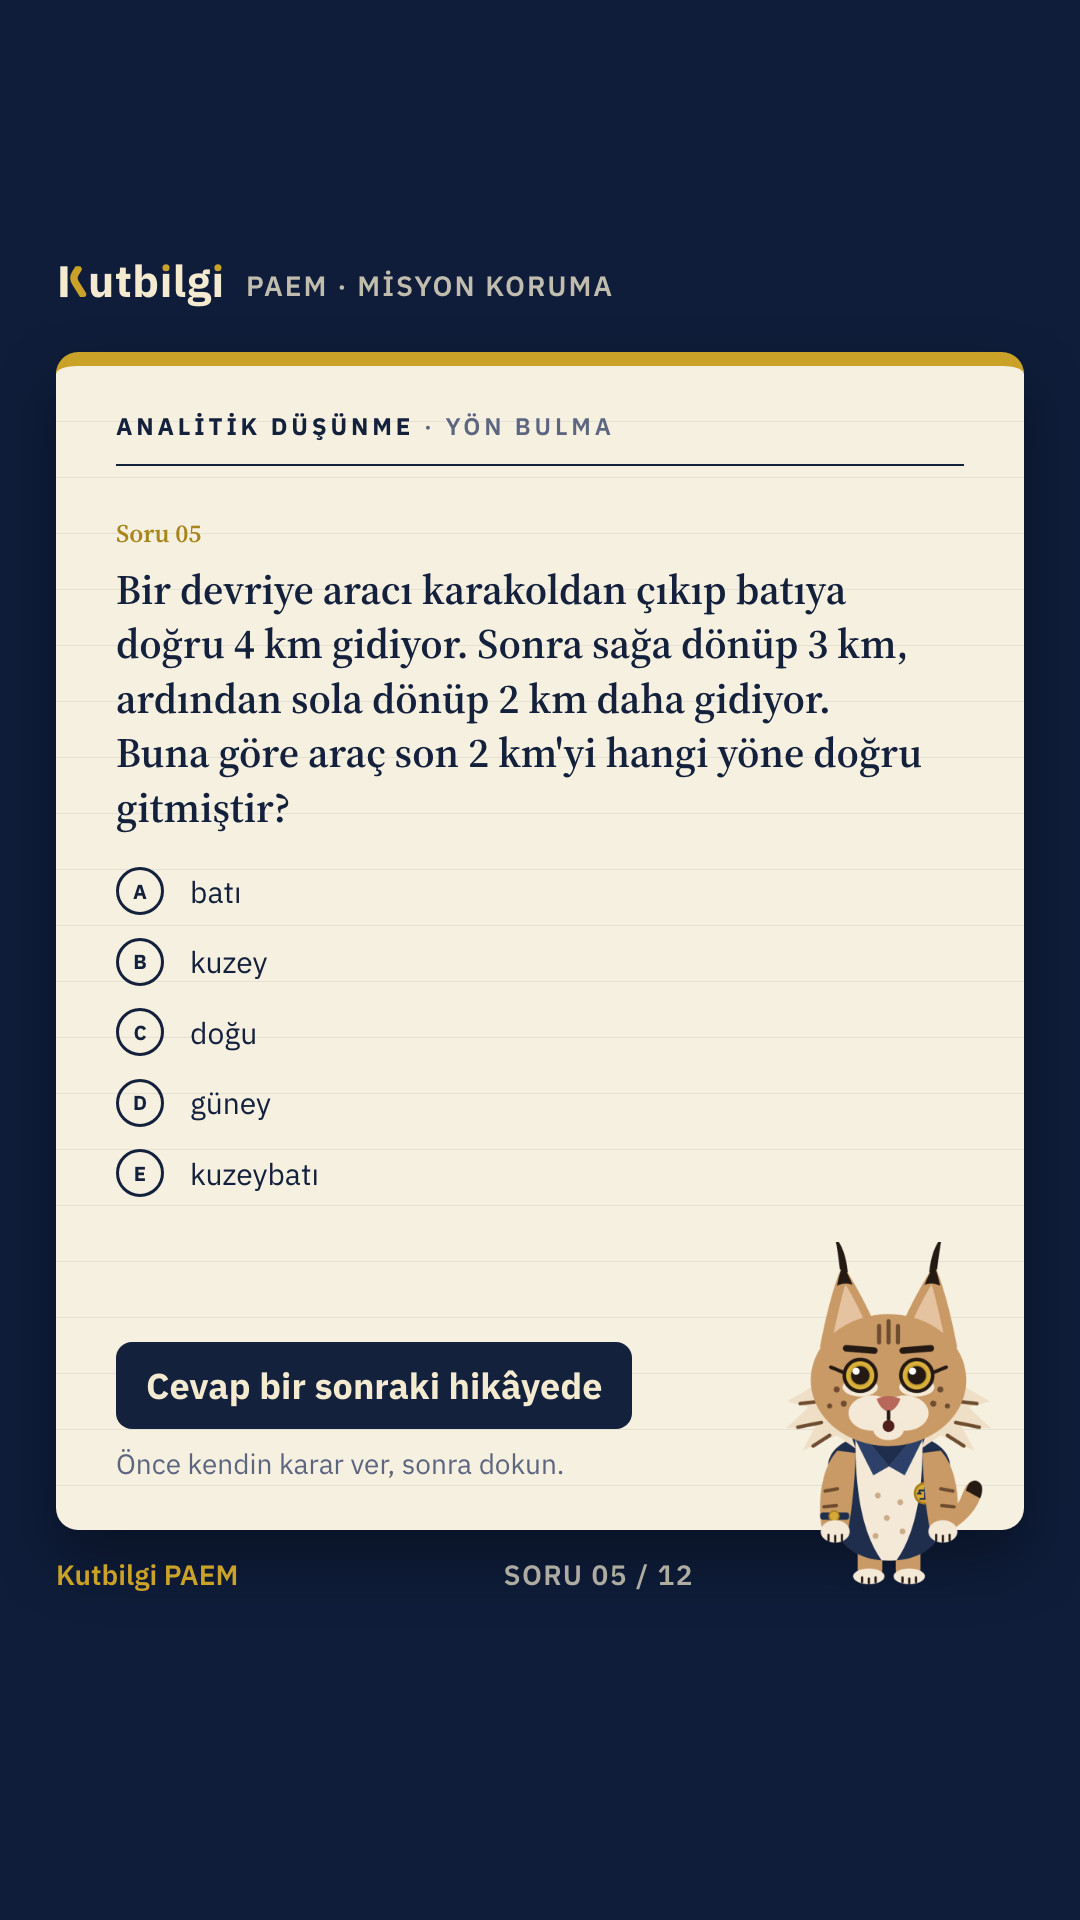 Kutbilgi PAEM · MİSYON KORUMA
ANALİTİK DÜŞÜNME · YÖN BULMA
Soru 05
Bir devriye aracı karakoldan çıkıp batıya
doğru 4 km gidiyor. Sonra sağa dönüp 3 km,
ardından sola dönüp 2 km daha gidiyor.
Buna göre araç son 2 km'yi hangi yöne doğru
gitmiştir?
A batı
B kuzey
C doğu
D güney
E kuzeybatı
Cevap bir sonraki hikâyede
Önce kendin karar ver, sonra dokun.
Kutbilgi PAEM SORU 05 / 12